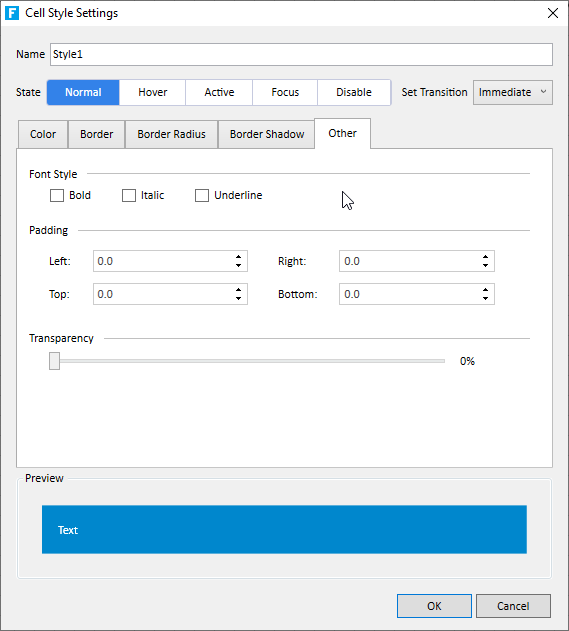 F Cell Style Settings
Name Style1
State Normal Hover Active Focus Disable Set Transition Immediate
Color Border Border Radius Border Shadow Other
Font Style
Bold Italic Underline
Padding
Left: 0.0 Right: 0.0
Top: 0.0 Bottom: 0.0
Transparency
0%
Preview
Text
OK Cancel